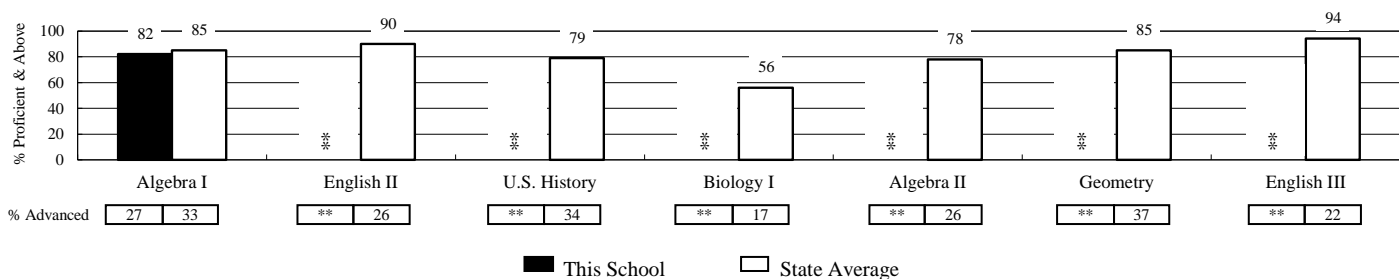 90
94
82
85
79
78
85
56
% Proficient & Above
100
80
60
40
20
0
**
**
**
**
**
**
Algebra I
English II
U.S. History
Biology I
Algebra II
Geometry
English III
% Advanced
27 33
** 26
** 34
** 17
** 26
** 37
** 22
This School
State Average